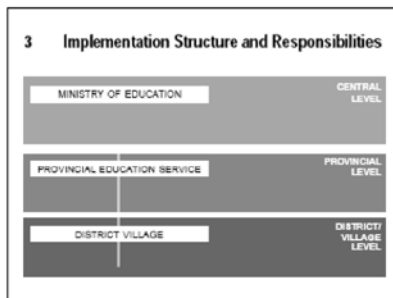 3 Implementation Structure and Responsibilities
MINISTRY OF EDUCATION
CENTRAL
LEVEL
PROVINCIAL EDUCATION SERVICE
PROVINCIAL
LEVEL
DISTRICT VILLAGE
DISTRICT/
VILLAGE
LEVEL